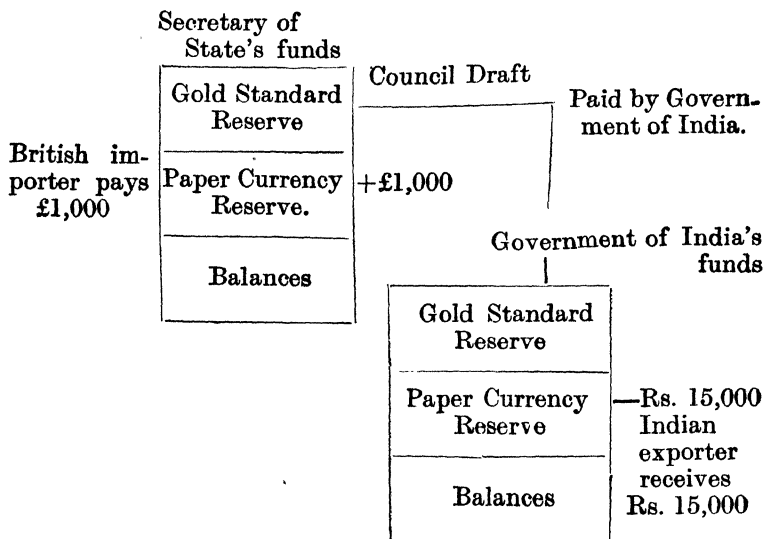 Secretary of
State's funds
Council Draft
Gold Standard
Reserve
Paid by Govern-
ment of India.
British im-
porter pays
£1,000
Paper Currency
Reserve.
+£1,000
Balances
Government of India's
funds
Gold Standard
Reserve
Paper Currency
Reserve
—Rs. 15,000
Indian
exporter
receives
Rs. 15,000
Balances